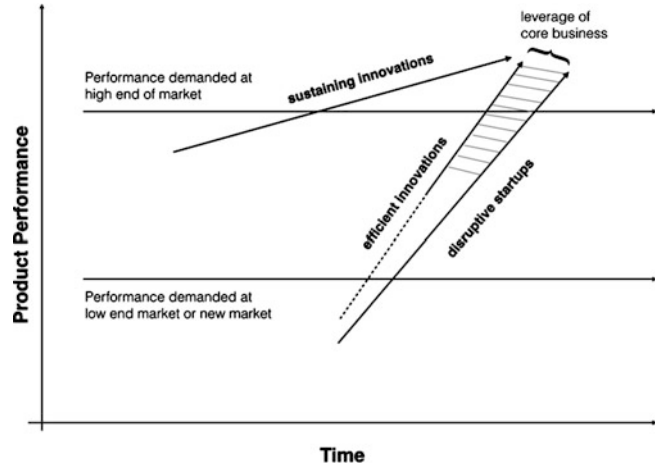 leverage of
core business
Performance demanded at
high end of market
sustaining innovations
efficient innovations
disruptive startups
Product Performance
Performance demanded at
low end market or new market
Time